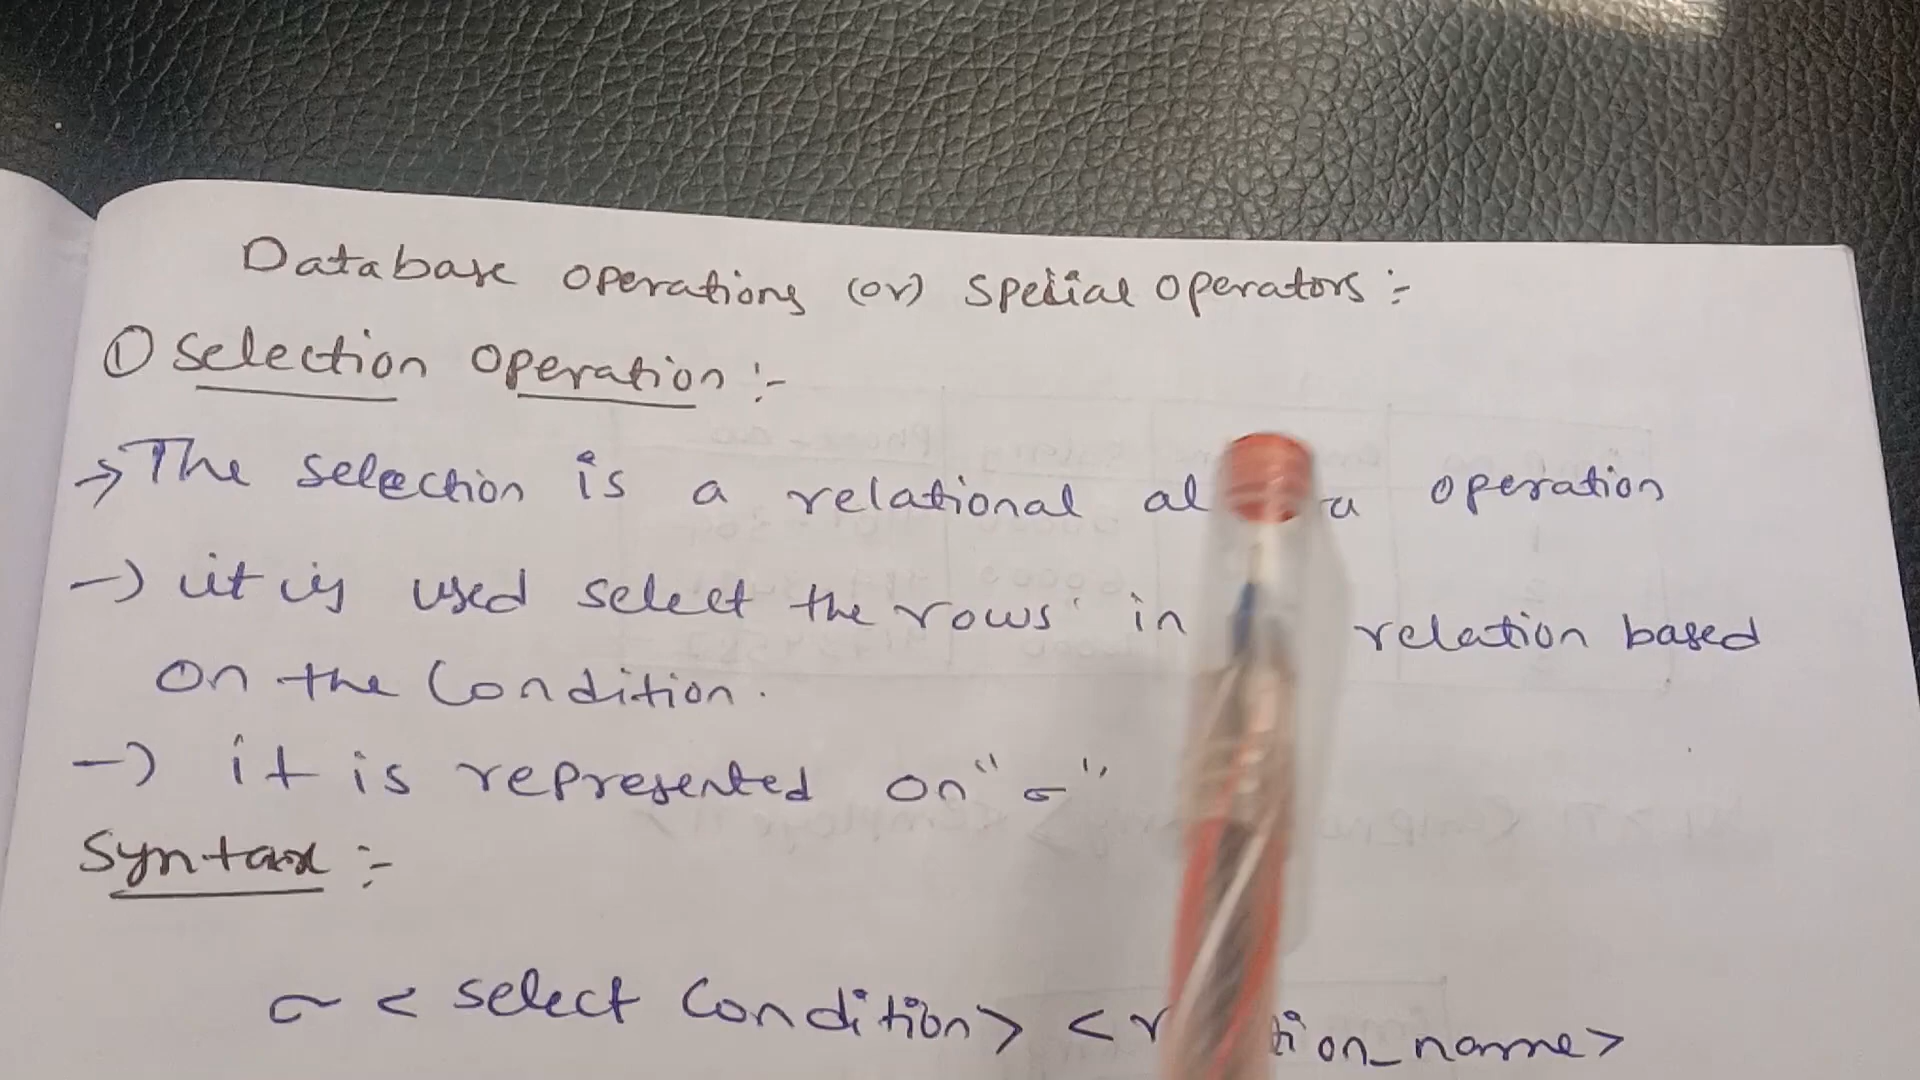 Database operations (or) special operators :-
① Selection operation :-
→ The selection is a relational al a operation
→ it is used select the rows in relation based
on the Condition.
→ it is represented on "σ"
Syntax :-
σ < select Condition> <r tion_name>